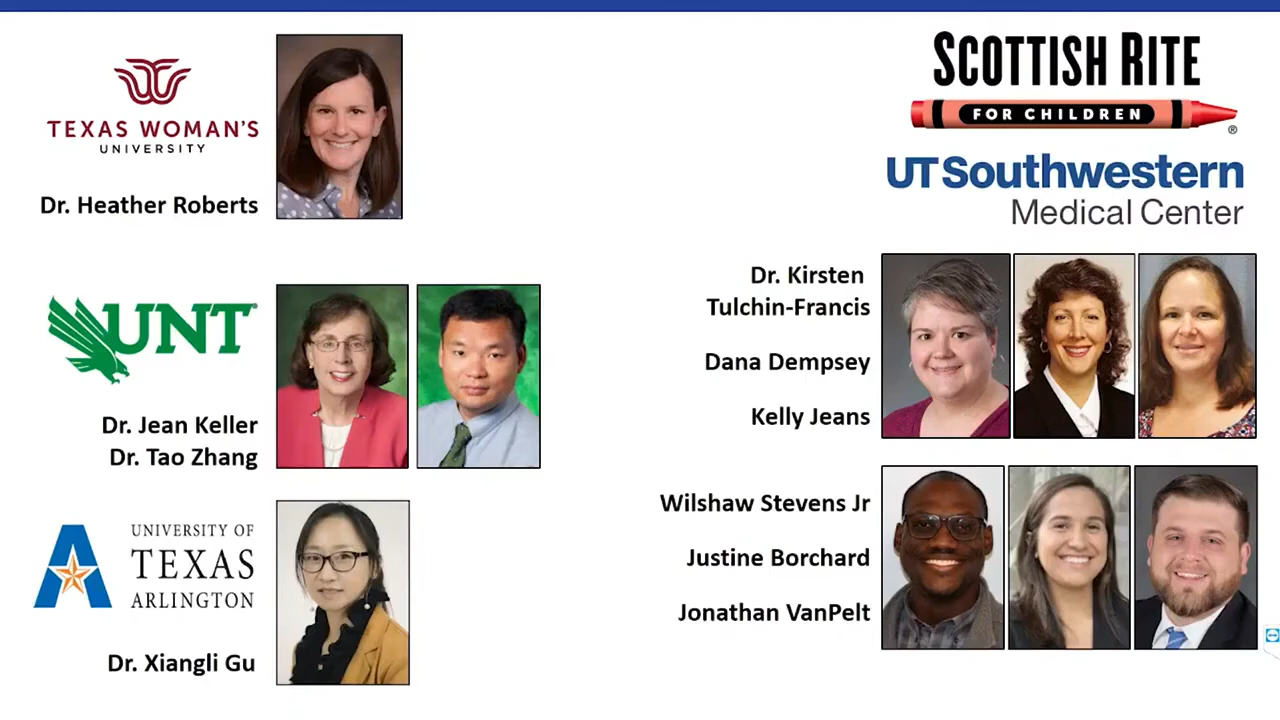 TEXAS WOMAN'S
UNIVERSITY
Dr. Heather Roberts
UNT
Dr. Jean Keller
Dr. Tao Zhang
UNIVERSITY OF
TEXAS
ARLINGTON
Dr. Xiangli Gu
SCOTTISH RITE
FOR CHILDREN
®
UT Southwestern
Medical Center
Dr. Kirsten
Tulchin-Francis
Dana Dempsey
Kelly Jeans
Wilshaw Stevens Jr
Justine Borchard
Jonathan VanPelt